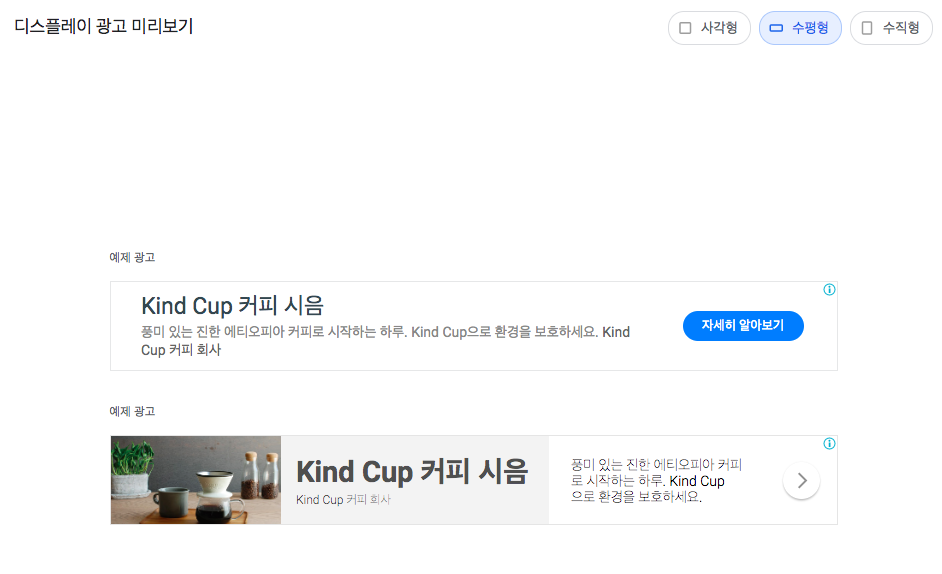 디스플레이 광고 미리보기
사각형
수평형
수직형
예제 광고
Kind Cup 커피 시음
풍미 있는 진한 에티오피아 커피로 시작하는 하루. Kind Cup으로 환경을 보호하세요. Kind
Cup 커피 회사
자세히 알아보기
예제 광고
Kind Cup 커피 시음
Kind Cup 커피 회사
풍미 있는 진한 에티오피아 커피
로 시작하는 하루. Kind Cup
으로 환경을 보호하세요.